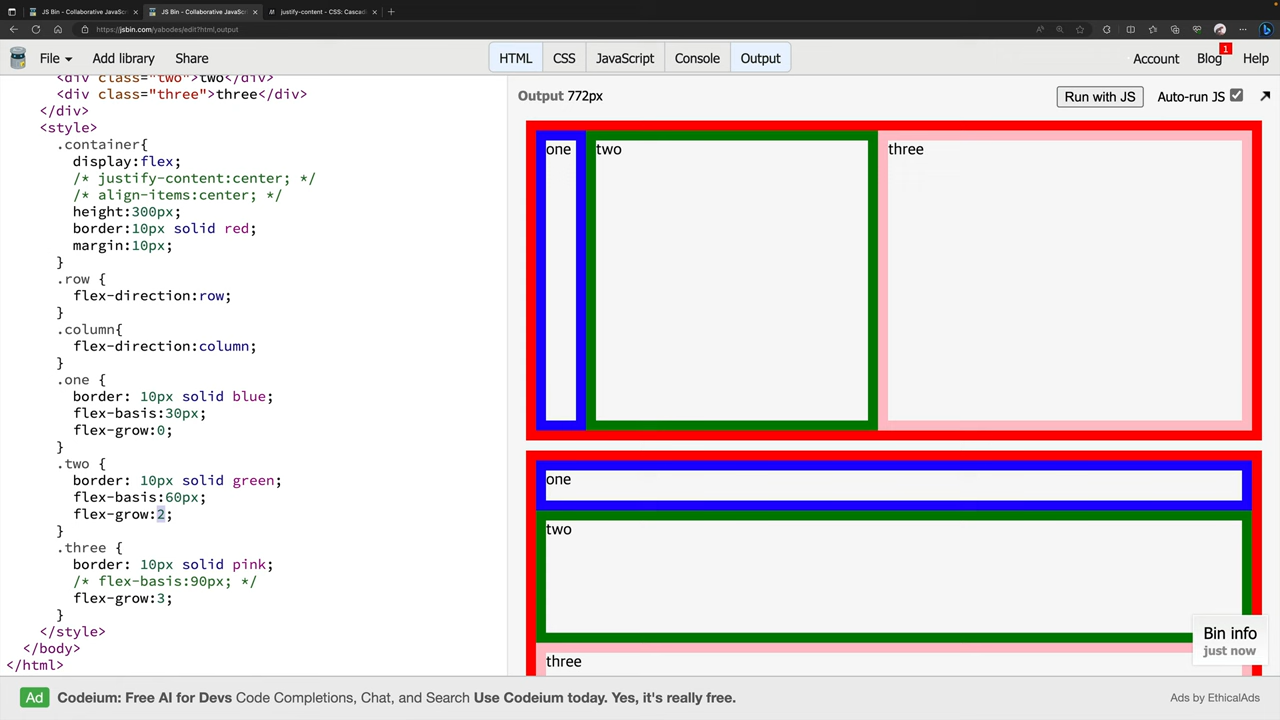 JS Bin - Collaborative JavaScri
JS Bin - Collaborative JavaScri
justify-content - CSS: Cascad
https://jsbin.com/yabodes/edit?html,output
File
Add library
Share
HTML
CSS
JavaScript
Console
Output
Account
Blog
1
Help
<div class="two">two</div>
<div class="three">three</div>
</div>
<style>
.container{
display:flex;
/* justify-content:center; */
/* align-items:center; */
height:300px;
border:10px solid red;
margin:10px;
}
.row {
flex-direction:row;
}
.column{
flex-direction:column;
}
.one {
border: 10px solid blue;
flex-basis:30px;
flex-grow:0;
}
.two {
border: 10px solid green;
flex-basis:60px;
flex-grow:2;
}
.three {
border: 10px solid pink;
/* flex-basis:90px; */
flex-grow:3;
}
</style>
</body>
</html>
Output 772px
Run with JS
Auto-run JS
one
two
three
one
two
three
Bin info
just now
Ad
Codeium: Free AI for Devs Code Completions, Chat, and Search Use Codeium today. Yes, it's really free.
Ads by EthicalAds